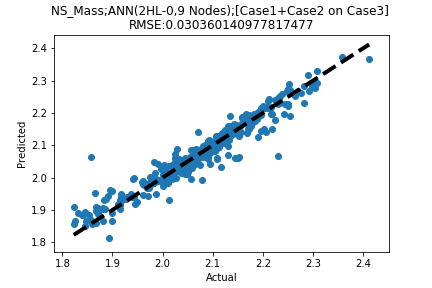 NS_Mass;ANN(2HL-0,9 Nodes);[Case1+Case2 on Case3]
RMSE:0.030360140977817477
2.4
2.3
2.2
2.1
2.0
1.9
1.8
Predicted
1.8 1.9 2.0 2.1 2.2 2.3 2.4
Actual